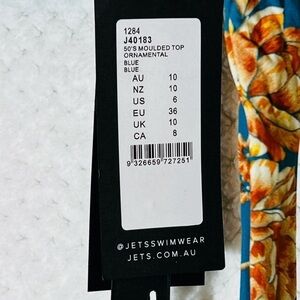 1284
J40183
50'S MOULDED TOP
ORNAMENTAL
BLUE
BLUE
AU 10
NZ 10
US 6
EU 36
UK 10
CA 8
9 326659 727251
@JETSSWIMWEAR
JETS.COM.AU